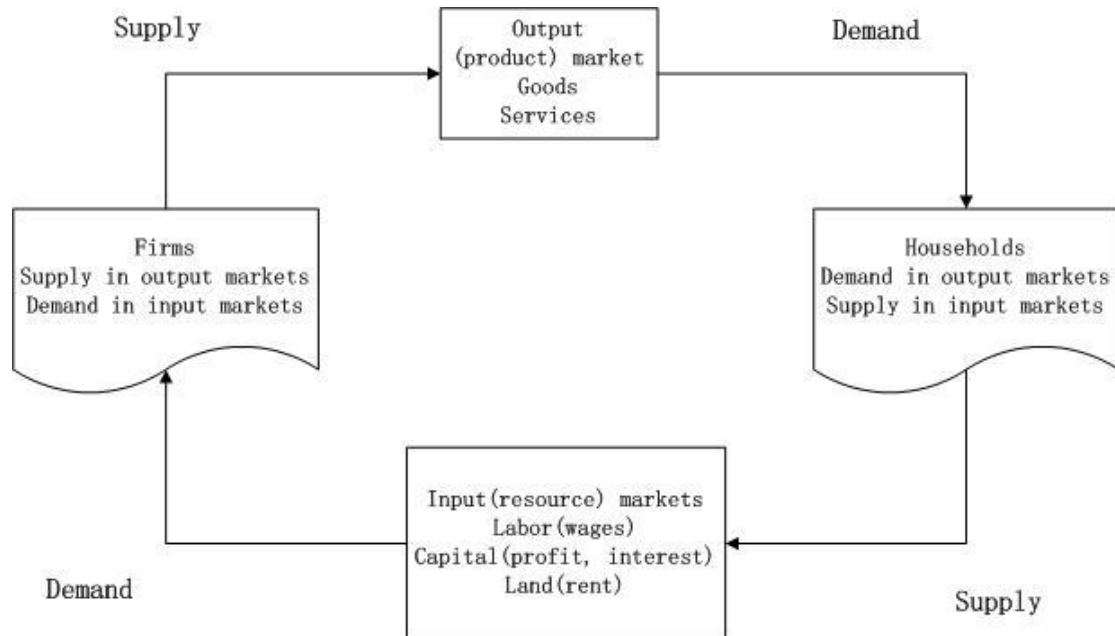 Supply
Output
(product) market
Goods
Services
Demand
Firms
Supply in output markets
Demand in input markets
Households
Demand in output markets
Supply in input markets
Input(resource) markets
Labor(wages)
Capital(profit, interest)
Land(rent)
Demand
Supply